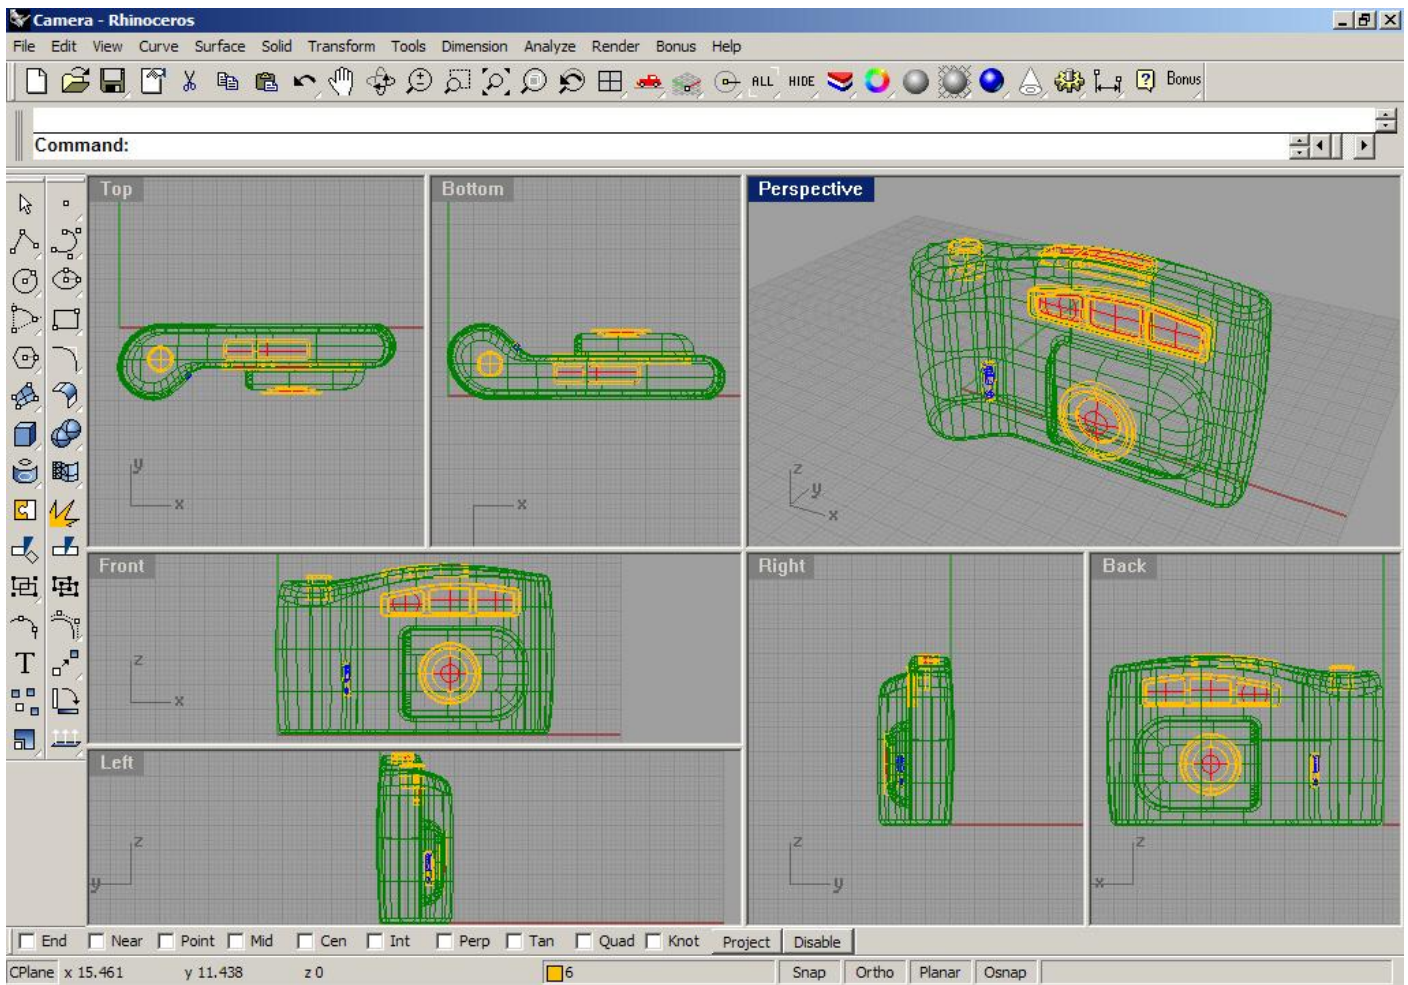 Camera - Rhinoceros
File Edit View Curve Surface Solid Transform Tools Dimension Analyze Render Bonus Help
ALL HIDE ? Bonus
Command:
Top Bottom Perspective
y x x z y x
Front Right Back
z x z y z x
Left
z y
T
End Near Point Mid Cen Int Perp Tan Quad Knot Project Disable
CPlane x 15.461 y 11.438 z 0 6 Snap Ortho Planar Osnap